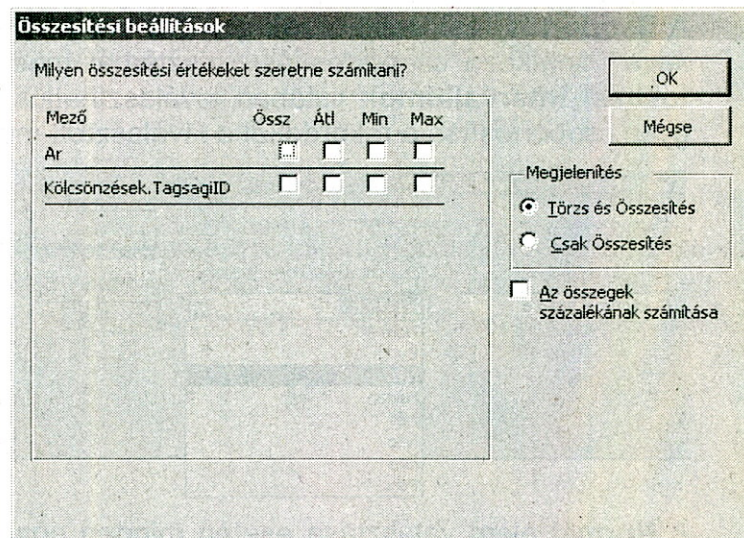 Összesítési beállítások
Milyen összesítési értékeket szeretne számítani?
OK
Mégse
Mező Össz Átl Min Max
Ar
Kölcsönzések.TagsagiID
Megjelenítés
Törzs és Összesítés
Csak Összesítés
Az összegek
százalékának számítása